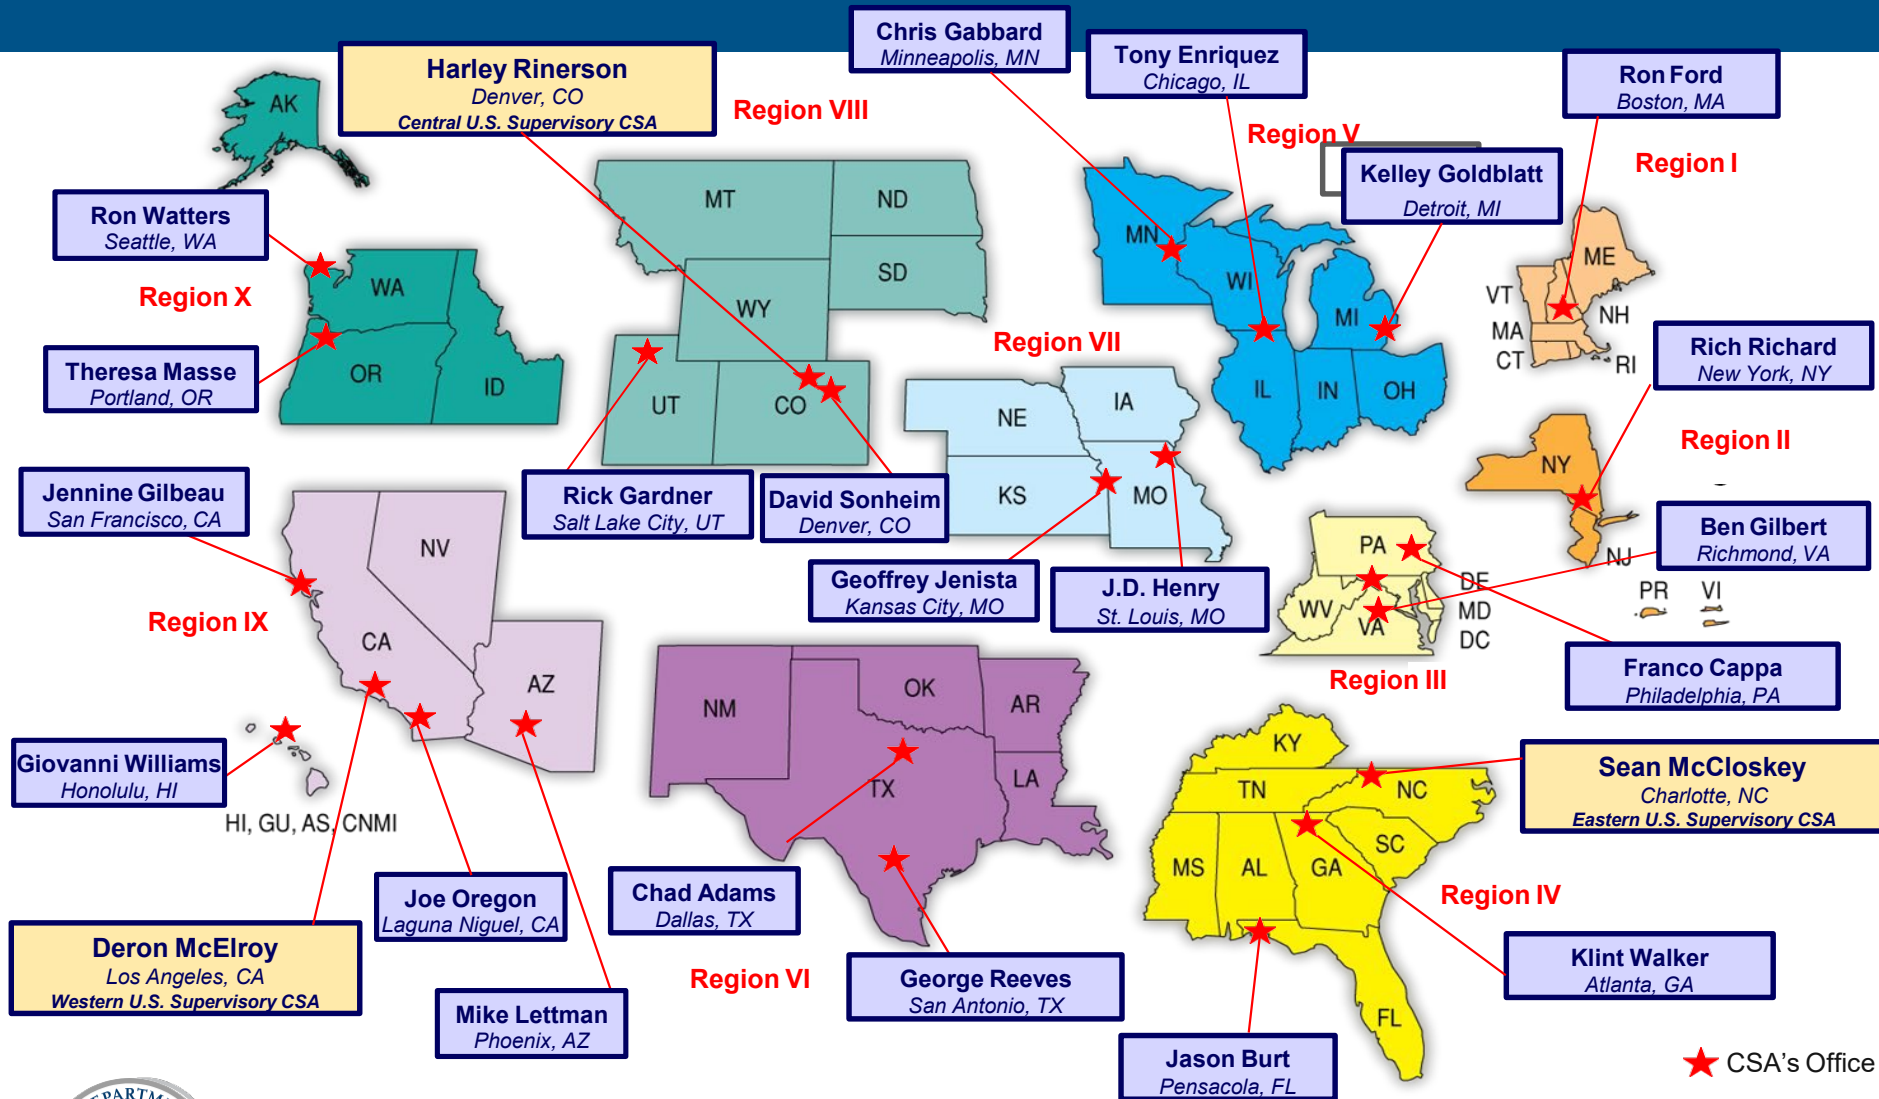 Chris Gabbard
Minneapolis, MN
Tony Enriquez
Chicago, IL
Ron Ford
Boston, MA
Harley Rinerson
Denver, CO
Central U.S. Supervisory CSA
Region VIII
Region V
Region I
Kelley Goldblatt
Detroit, MI
AK
Ron Watters
Seattle, WA
Region X
Theresa Masse
Portland, OR
WA
OR
ID
MT
ND
SD
WY
UT
CO
Rick Gardner
Salt Lake City, UT
David Sonheim
Denver, CO
Region VII
NE
IA
KS
MO
Geoffrey Jenista
Kansas City, MO
J.D. Henry
St. Louis, MO
MN
WI
MI
IL
IN
OH
ME
VT
NH
MA
CT
RI
Rich Richard
New York, NY
Region II
NY
NJ
PR
VI
Ben Gilbert
Richmond, VA
PA
DE
WV
MD
VA
DC
Region III
Franco Cappa
Philadelphia, PA
Jennine Gilbeau
San Francisco, CA
Region IX
NV
CA
AZ
Giovanni Williams
Honolulu, HI
HI, GU, AS, CNMI
Joe Oregon
Laguna Niguel, CA
Deron McElroy
Los Angeles, CA
Western U.S. Supervisory CSA
Mike Lettman
Phoenix, AZ
NM
OK
AR
TX
LA
Chad Adams
Dallas, TX
Region VI
George Reeves
San Antonio, TX
KY
TN
NC
SC
MS
AL
GA
FL
Sean McCloskey
Charlotte, NC
Eastern U.S. Supervisory CSA
Region IV
Klint Walker
Atlanta, GA
Jason Burt
Pensacola, FL
CSA's Office